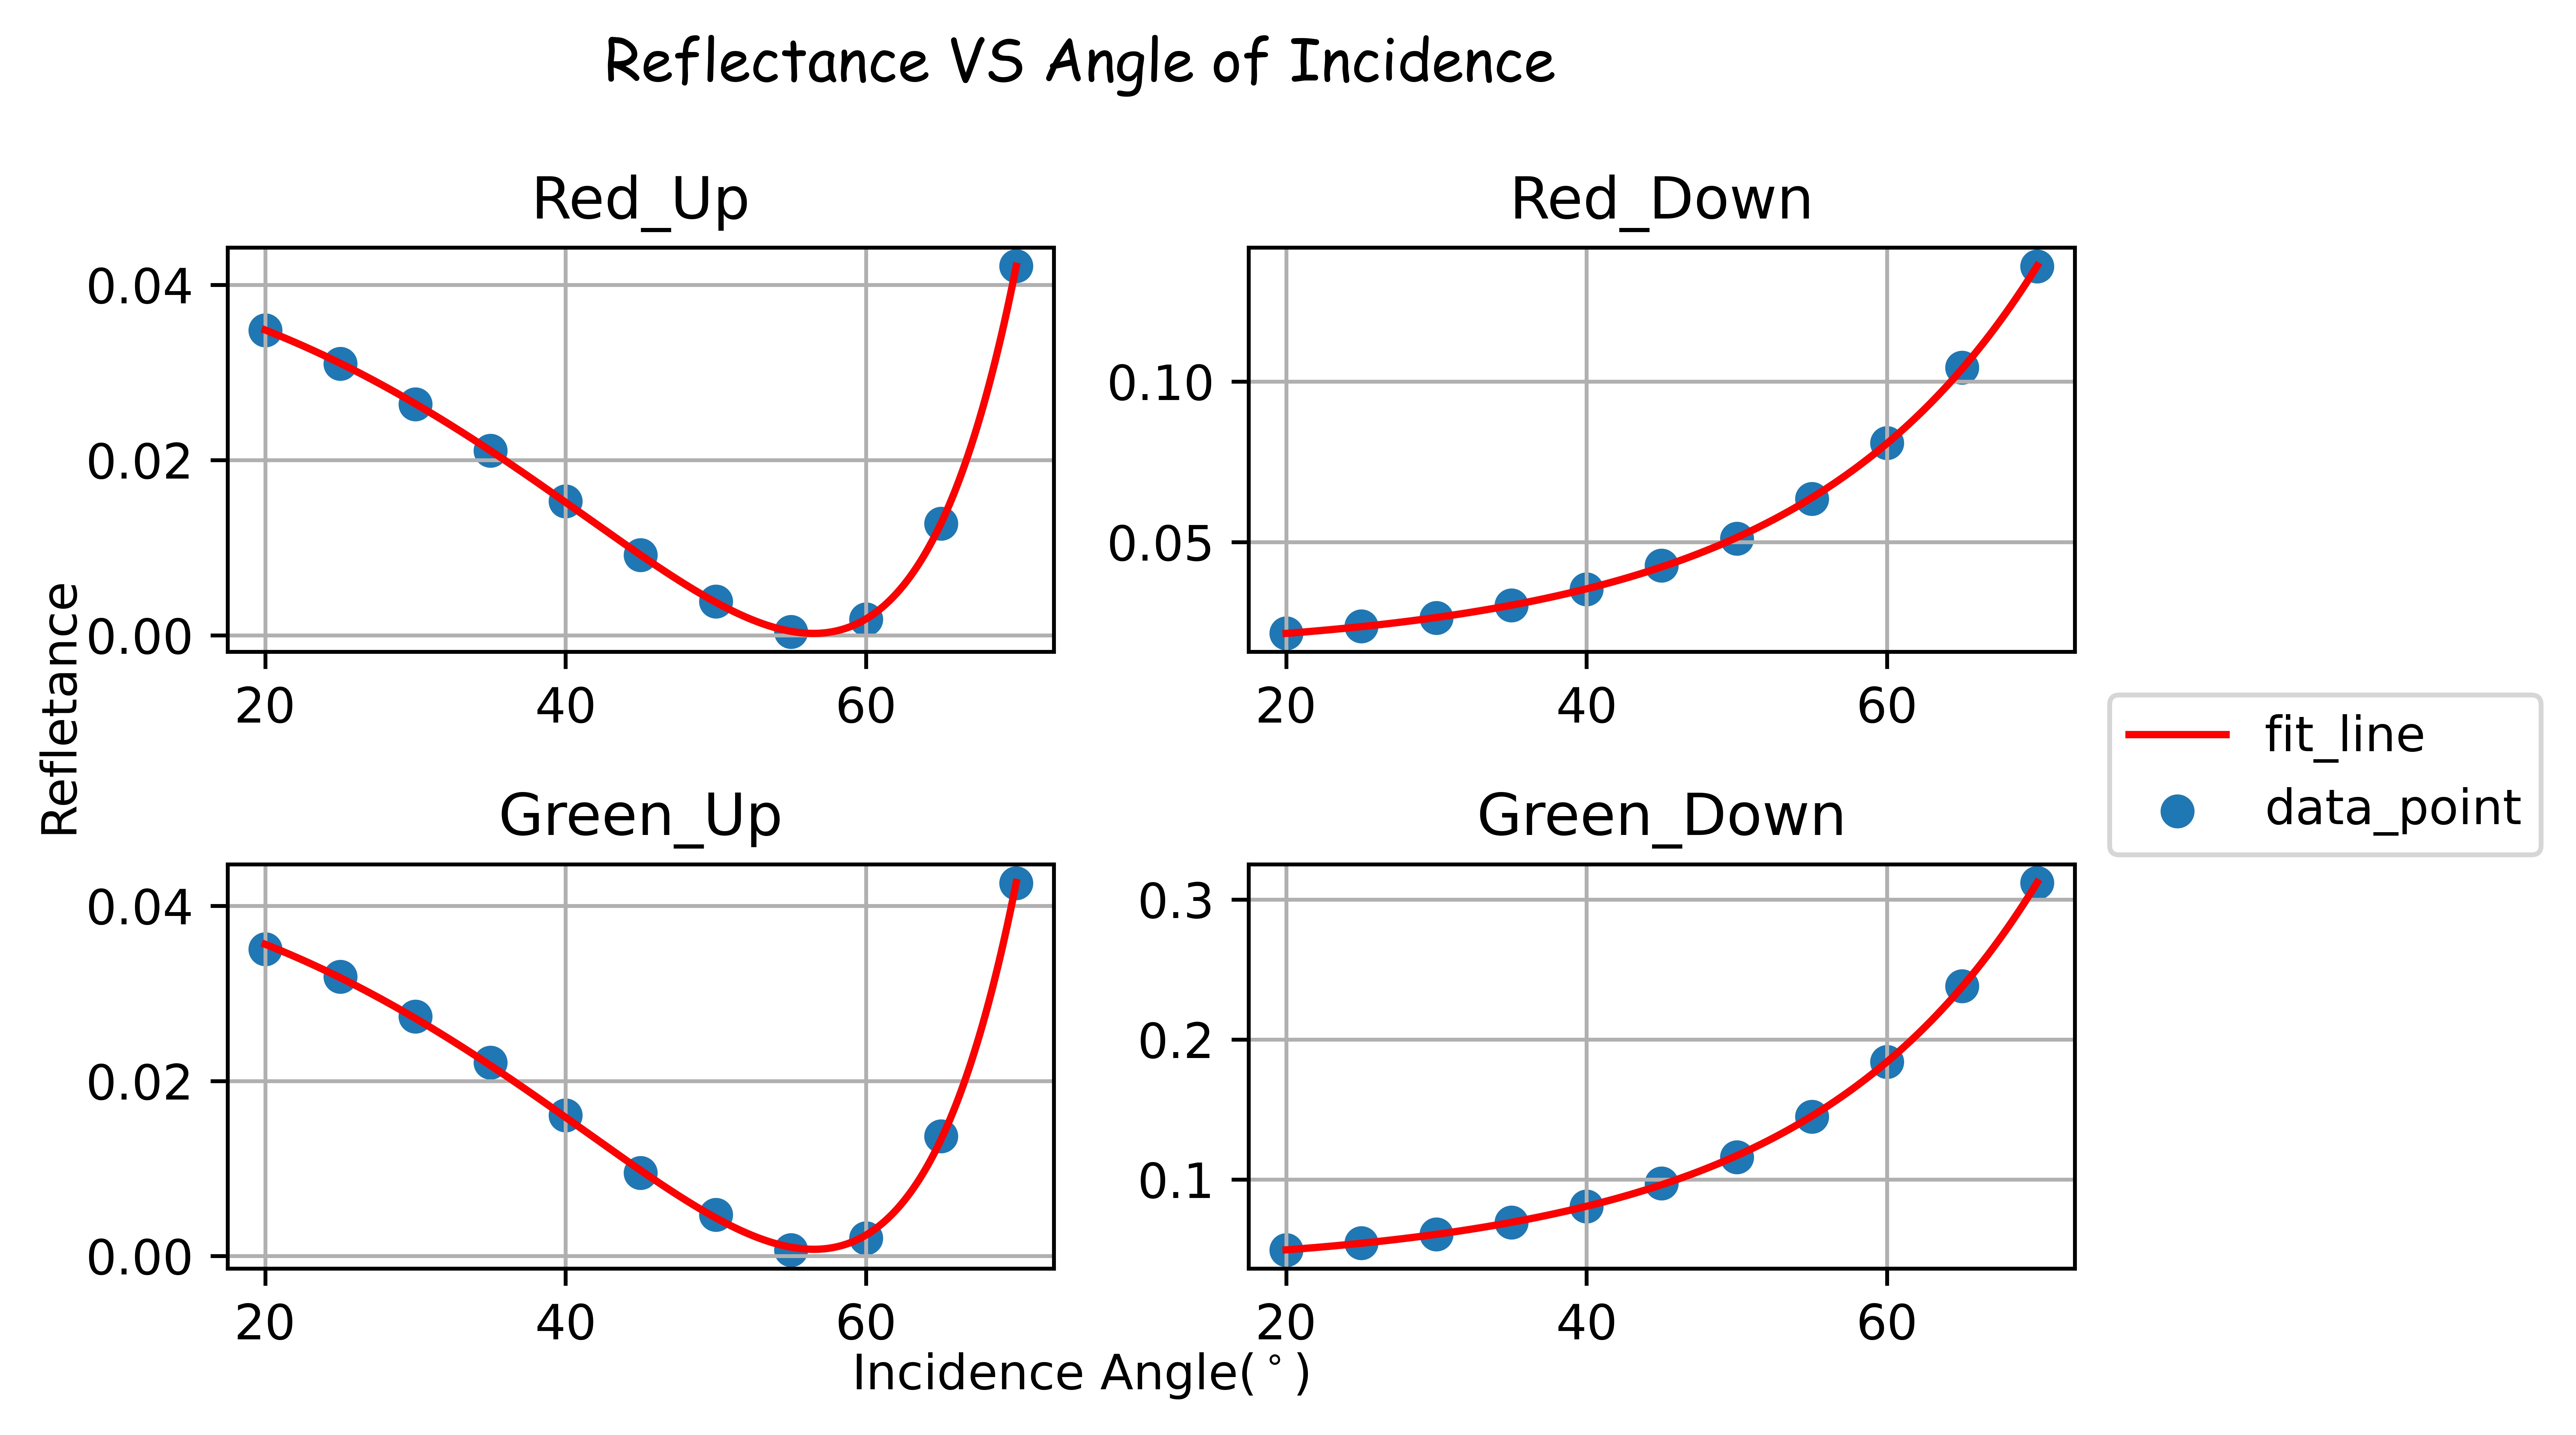 Reflectance VS Angle of Incidence
Red_Up
0.04
0.02
0.00
20 40 60
Red_Down
0.10
0.05
20 40 60
Refletance
Green_Up
0.04
0.02
0.00
20 40 60
Green_Down
0.3
0.2
0.1
20 40 60
Incidence Angle(°)
fit_line
data_point